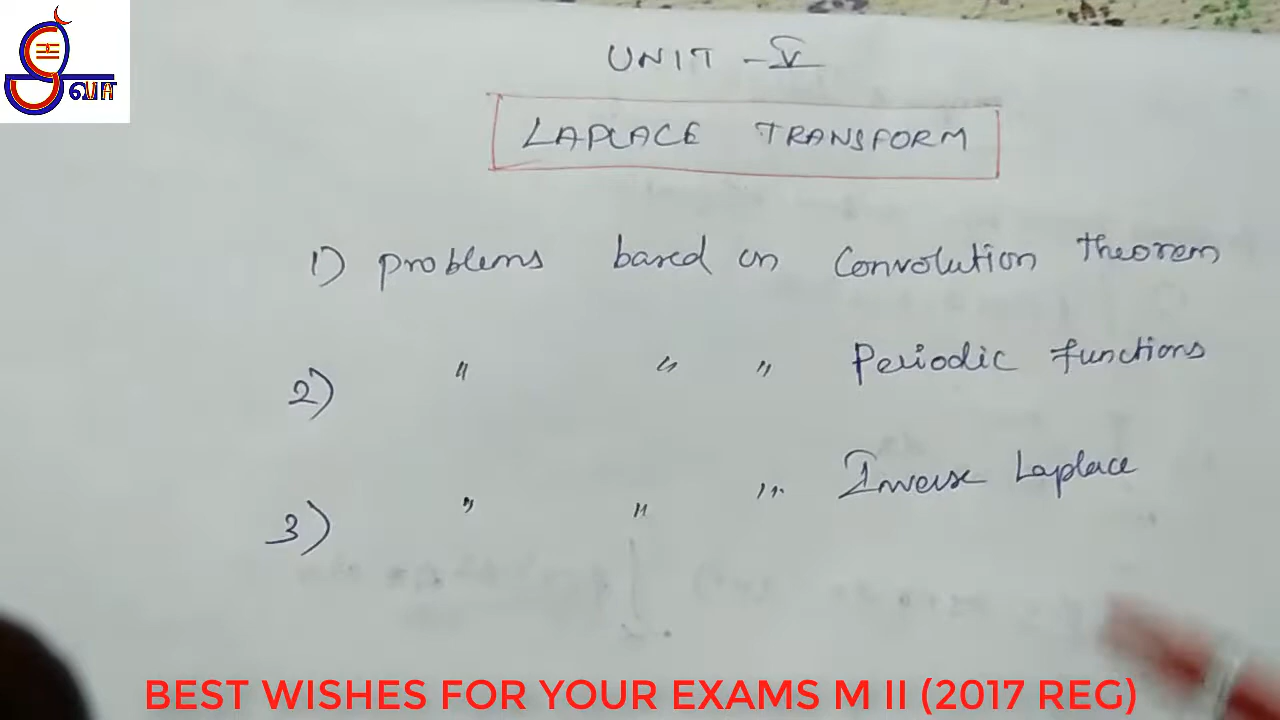 சிவா
UNIT - V
LAPLACE TRANSFORM
1) problems based on Convolution Theorem
2) " " " Periodic functions
3) " " " Inverse Laplace
BEST WISHES FOR YOUR EXAMS M II (2017 REG)